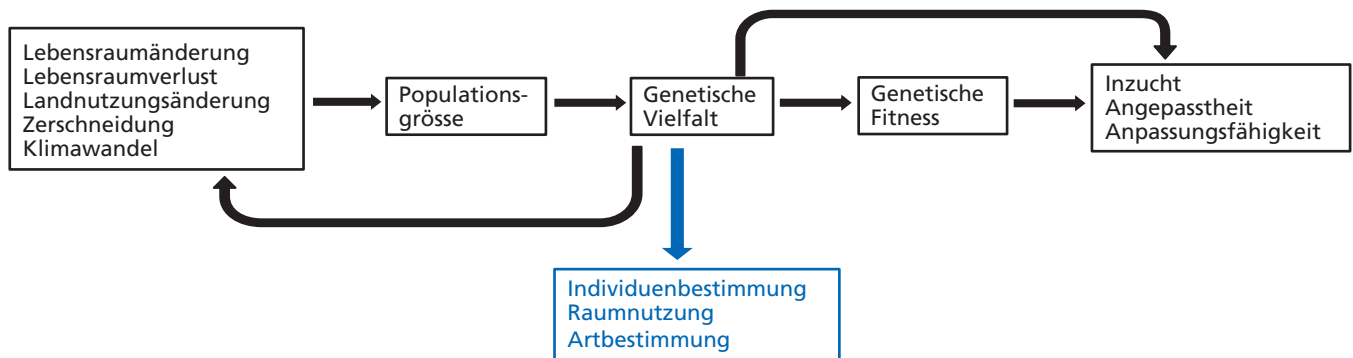 Lebensraumänderung
Lebensraumverlust
Landnutzungsänderung
Zerschneidung
Klimawandel
Populations-
grösse
Genetische
Vielfalt
Genetische
Fitness
Inzucht
Angepasstheit
Anpassungsfähigkeit
Individuenbestimmung
Raumnutzung
Artbestimmung